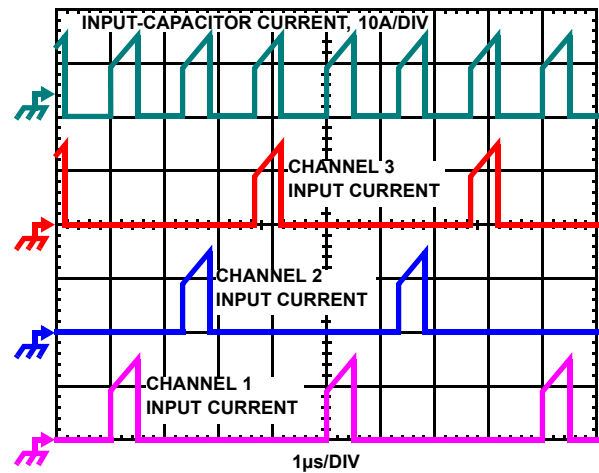 INPUT-CAPACITOR CURRENT, 10A/DIV
CHANNEL 3
INPUT CURRENT
CHANNEL 2
INPUT CURRENT
CHANNEL 1
INPUT CURRENT
1µs/DIV